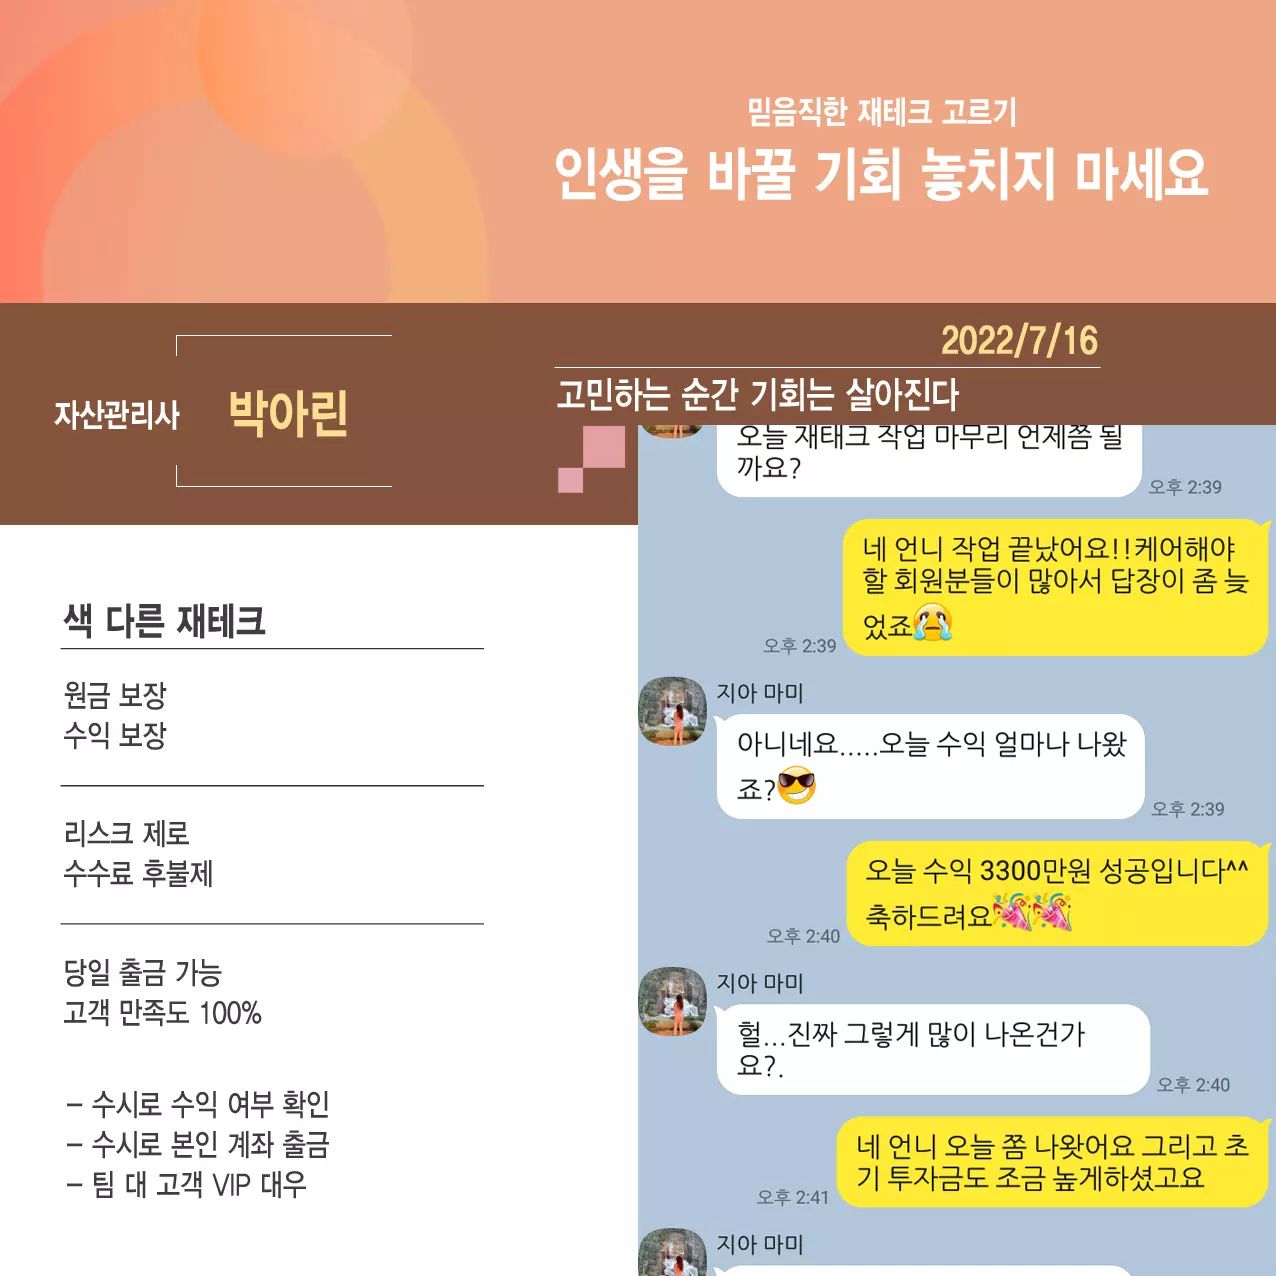 믿음직한 재테크 고르기
인생을 바꿀 기회 놓치지 마세요
자산관리사
박아린
2022/7/16
고민하는 순간 기회는 살아진다
색 다른 재테크
원금 보장
수익 보장
리스크 제로
수수료 후불제
당일 출금 가능
고객 만족도 100%
- 수시로 수익 여부 확인
- 수시로 본인 계좌 출금
- 팀 대 고객 VIP 대우
오늘 재태크 작업 마무리 언제쯤 될
까요?
오후 2:39
네 언니 작업 끝났어요!!케어해야
할 회원분들이 많아서 답장이 좀 늦
었죠😭
오후 2:39
지아 마미
아니네요.....오늘 수익 얼마나 나왔
죠?😎
오후 2:39
오늘 수익 3300만원 성공입니다^^
축하드려요🎉🎉
오후 2:40
지아 마미
헐...진짜 그렇게 많이 나온건가
요?.
오후 2:40
네 언니 오늘 쫌 나왓어요 그리고 초
기 투자금도 조금 높게하셨고요
오후 2:41
지아 마미